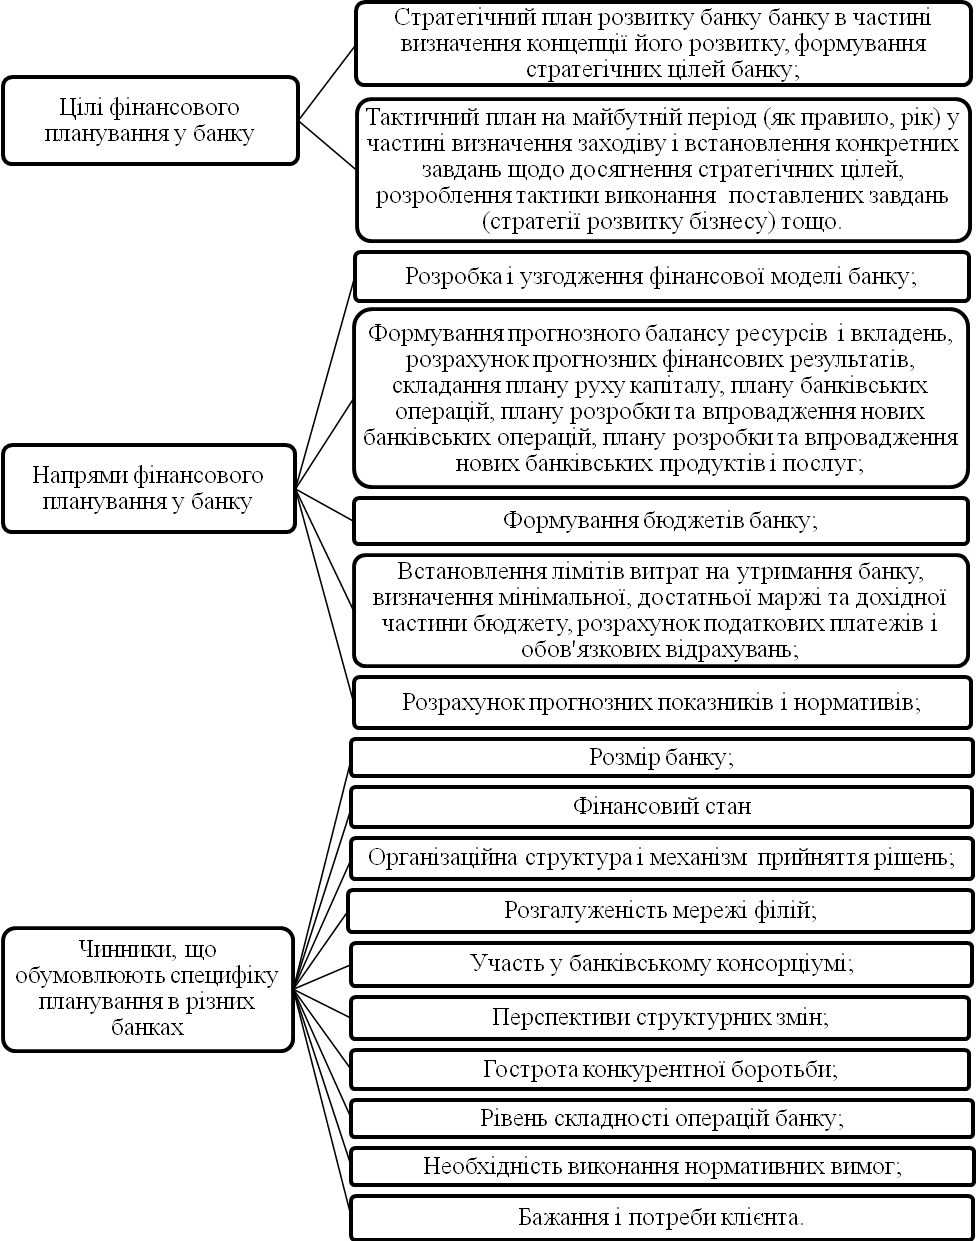 Цілі фінансового
планування у банку
Стратегічний план розвитку банку банку в частині
визначення концепції його розвитку, формування
стратегічних цілей банку;
Тактичний план на майбутній період (як правило, рік) у
частині визначення заходіву і встановлення конкретних
завдань щодо досягнення стратегічних цілей,
розроблення тактики виконання поставлених завдань
(стратегії розвитку бізнесу) тощо.
Напрями фінансового
планування у банку
Розробка і узгодження фінансової моделі банку;
Формування прогнозного балансу ресурсів і вкладень,
розрахунок прогнозних фінансових результатів,
складання плану руху капіталу, плану банківських
операцій, плану розробки та впровадження нових
банківських операцій, плану розробки та впровадження
нових банківських продуктів і послуг;
Формування бюджетів банку;
Встановлення лімітів витрат на утримання банку,
визначення мінімальної, достатньої маржі та дохідної
частини бюджету, розрахунок податкових платежів і
обов'язкових відрахувань;
Розрахунок прогнозних показників і нормативів;
Чинники, що
обумовлюють специфіку
планування в різних
банках
Розмір банку;
Фінансовий стан
Організаційна структура і механізм прийняття рішень;
Розгалуженість мережі філій;
Участь у банківському консорціумі;
Перспективи структурних змін;
Гострота конкурентної боротьби;
Рівень складності операцій банку;
Необхідність виконання нормативних вимог;
Бажання і потреби клієнта.